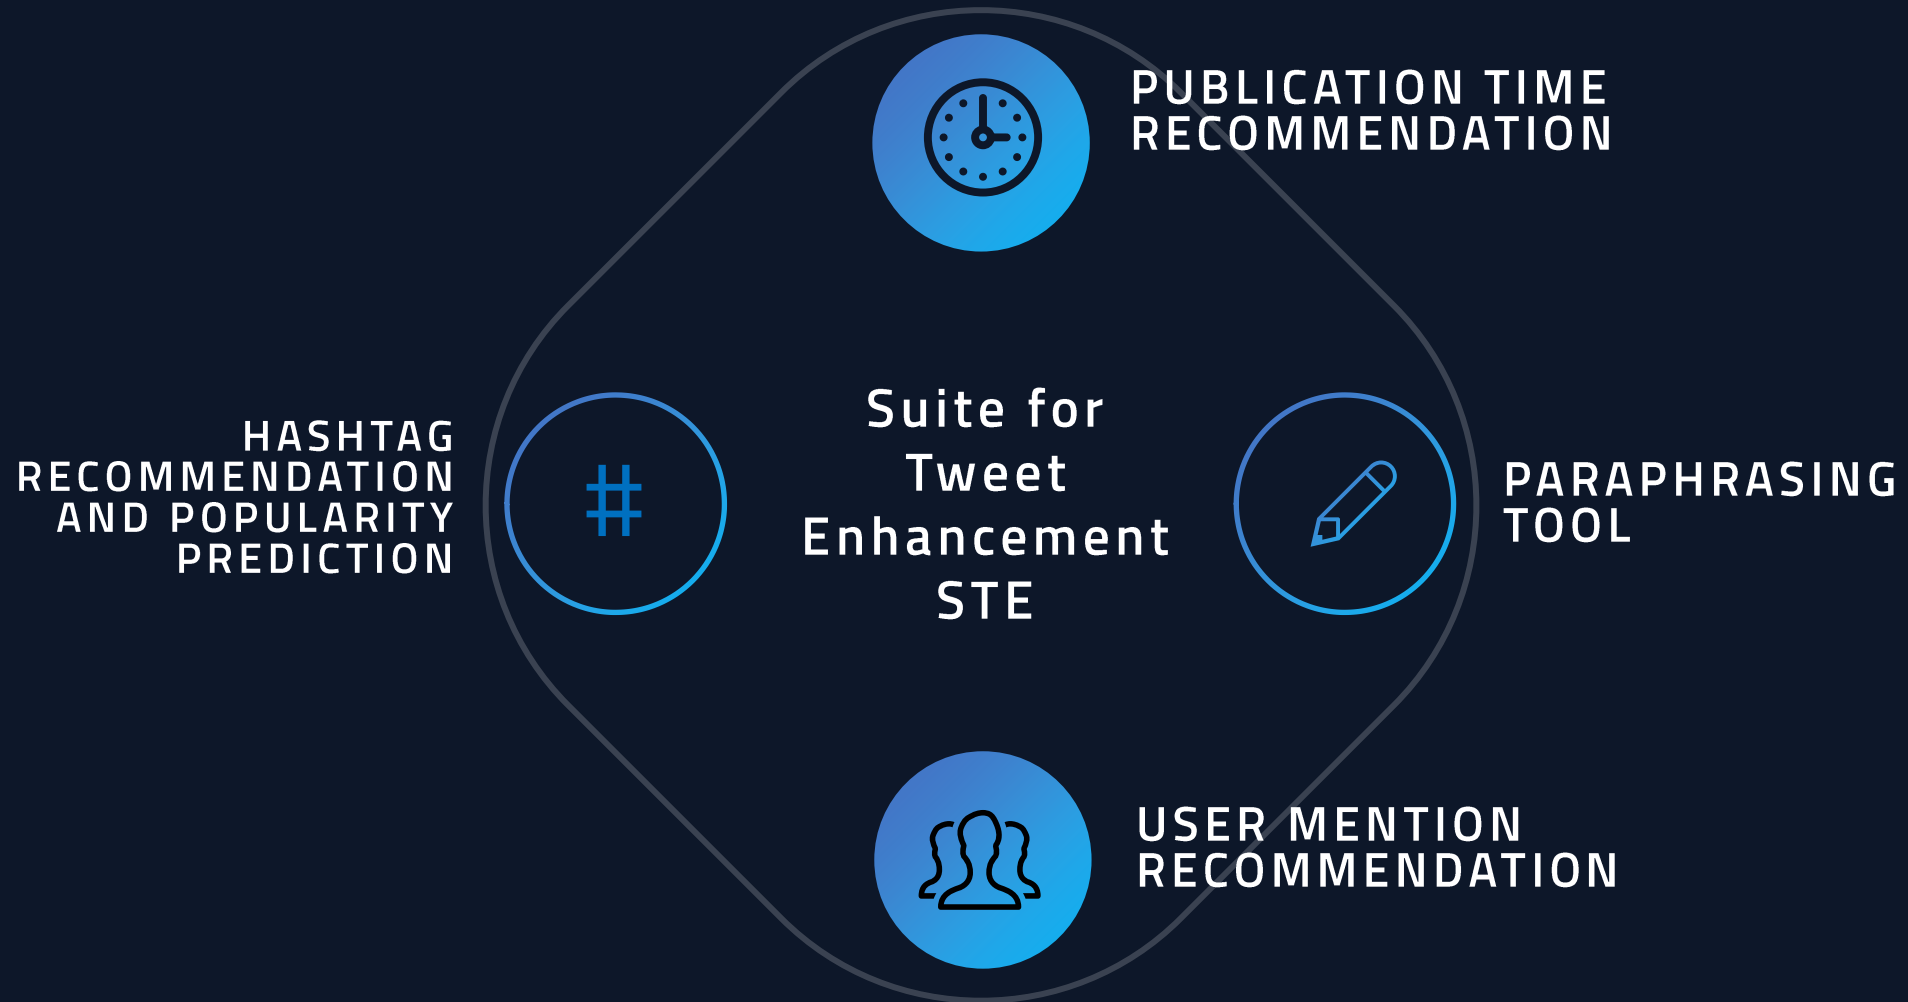 PUBLICATION TIME
RECOMMENDATION
HASHTAG
RECOMMENDATION
AND POPULARITY
PREDICTION
#
Suite for
Tweet
Enhancement
STE
PARAPHRASING
TOOL
USER MENTION
RECOMMENDATION